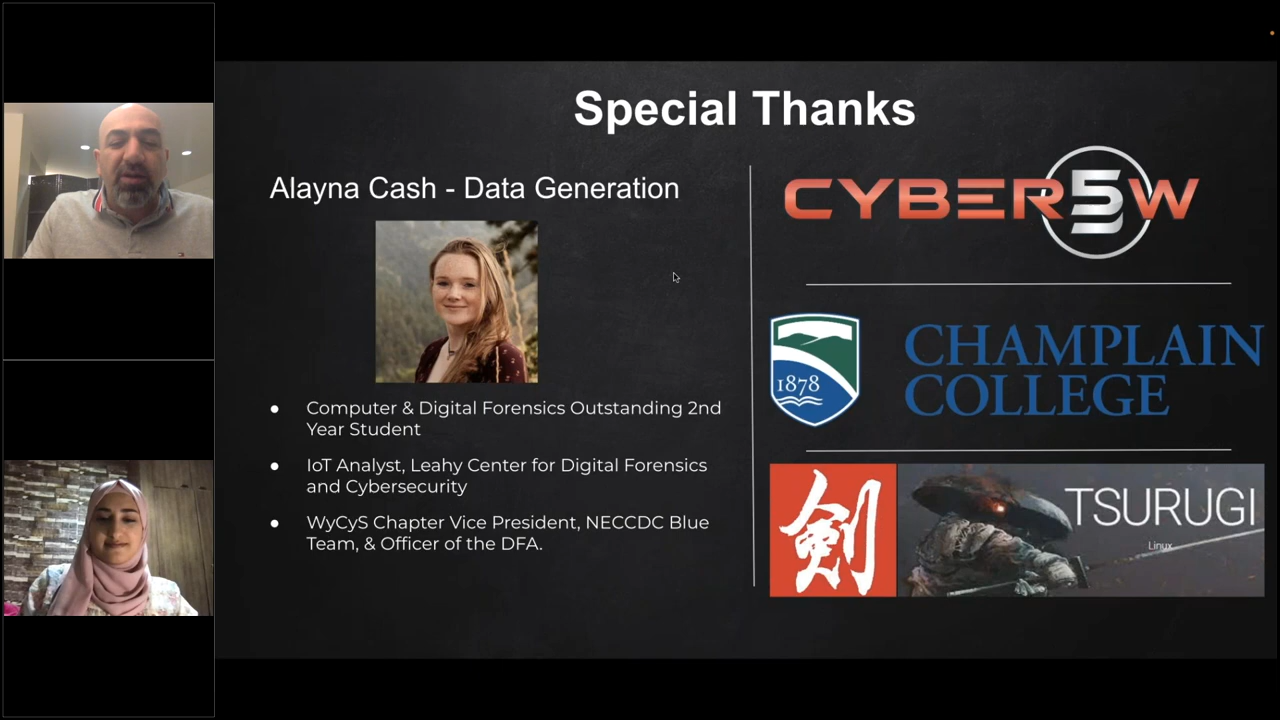 Special Thanks
Alayna Cash - Data Generation
● Computer & Digital Forensics Outstanding 2nd
Year Student
● IoT Analyst, Leahy Center for Digital Forensics
and Cybersecurity
● WyCyS Chapter Vice President, NECCDC Blue
Team, & Officer of the DFA.
CYBER5W
1878
CHAMPLAIN
COLLEGE
剣
TSURUGI
Linux